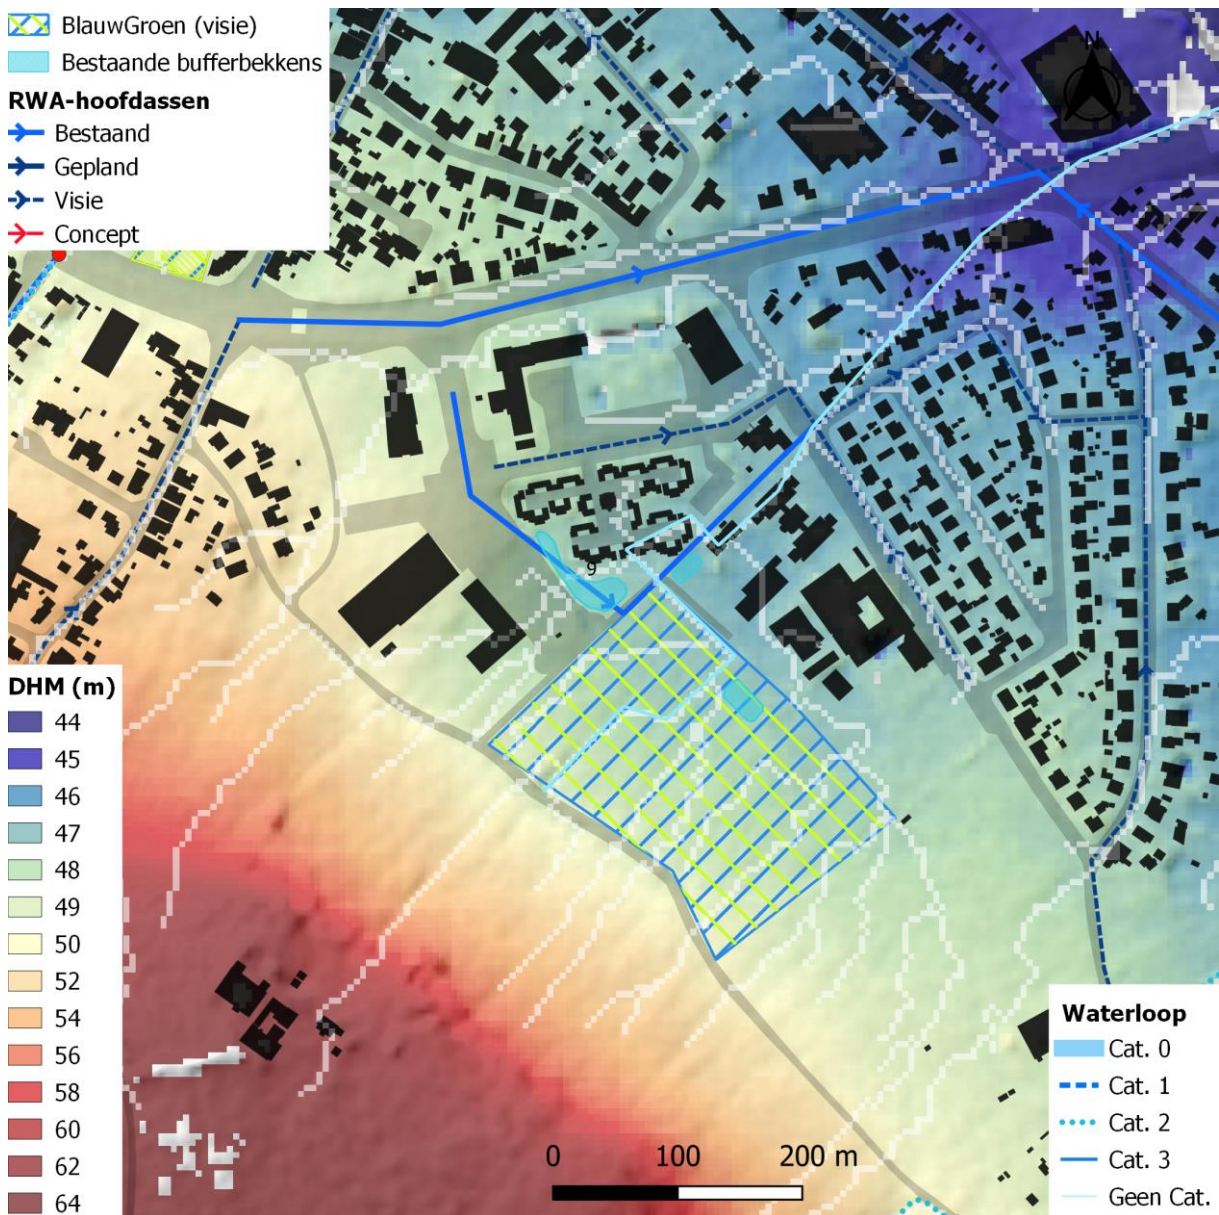 BlauwGroen (visie)
Bestaande bufferbekkens
RWA-hoofdassen
Bestaand
Gepland
Visie
Concept
N
9
DHM (m)
44
45
46
47
48
49
50
52
54
56
58
60
62
64
0 100 200 m
Waterloop
Cat. 0
Cat. 1
Cat. 2
Cat. 3
Geen Cat.